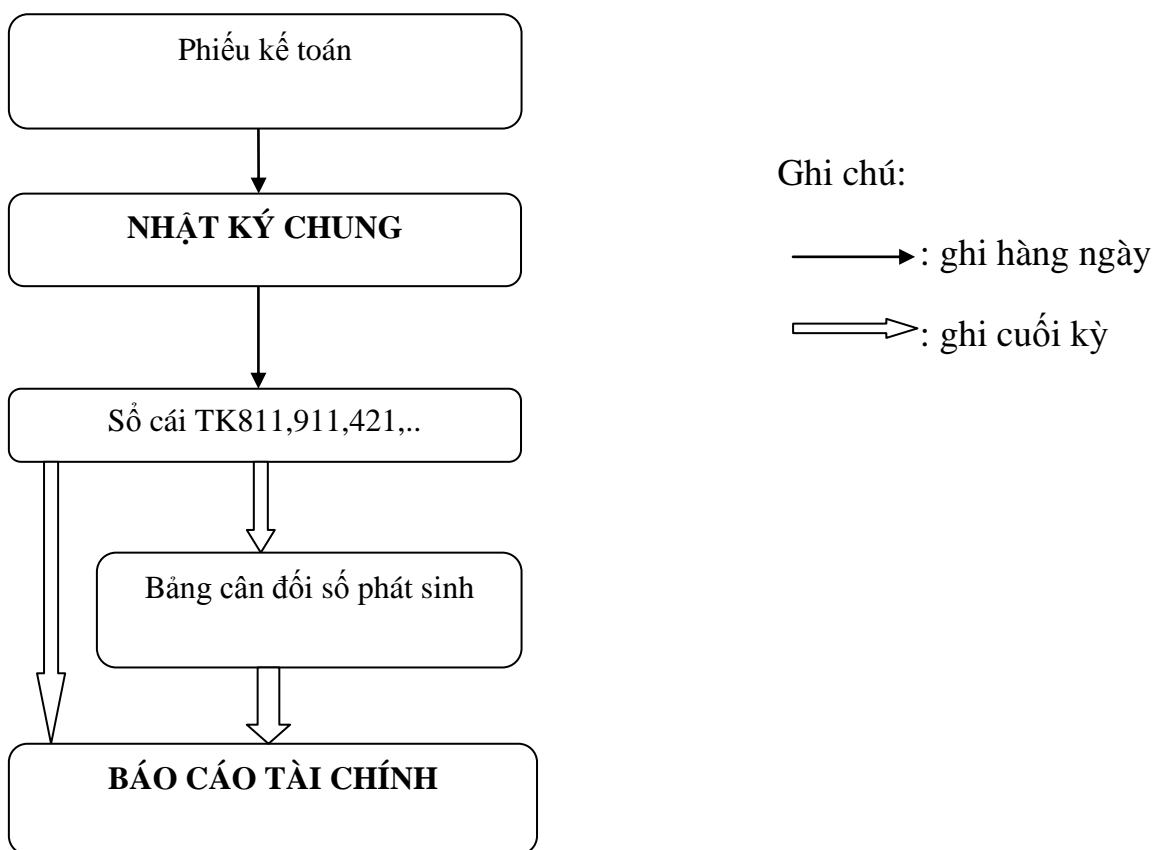 Phiếu kế toán
NHẬT KÝ CHUNG
Sổ cái TK811,911,421,..
Bảng cân đối số phát sinh
BÁO CÁO TÀI CHÍNH
Ghi chú:
: ghi hàng ngày
: ghi cuối kỳ